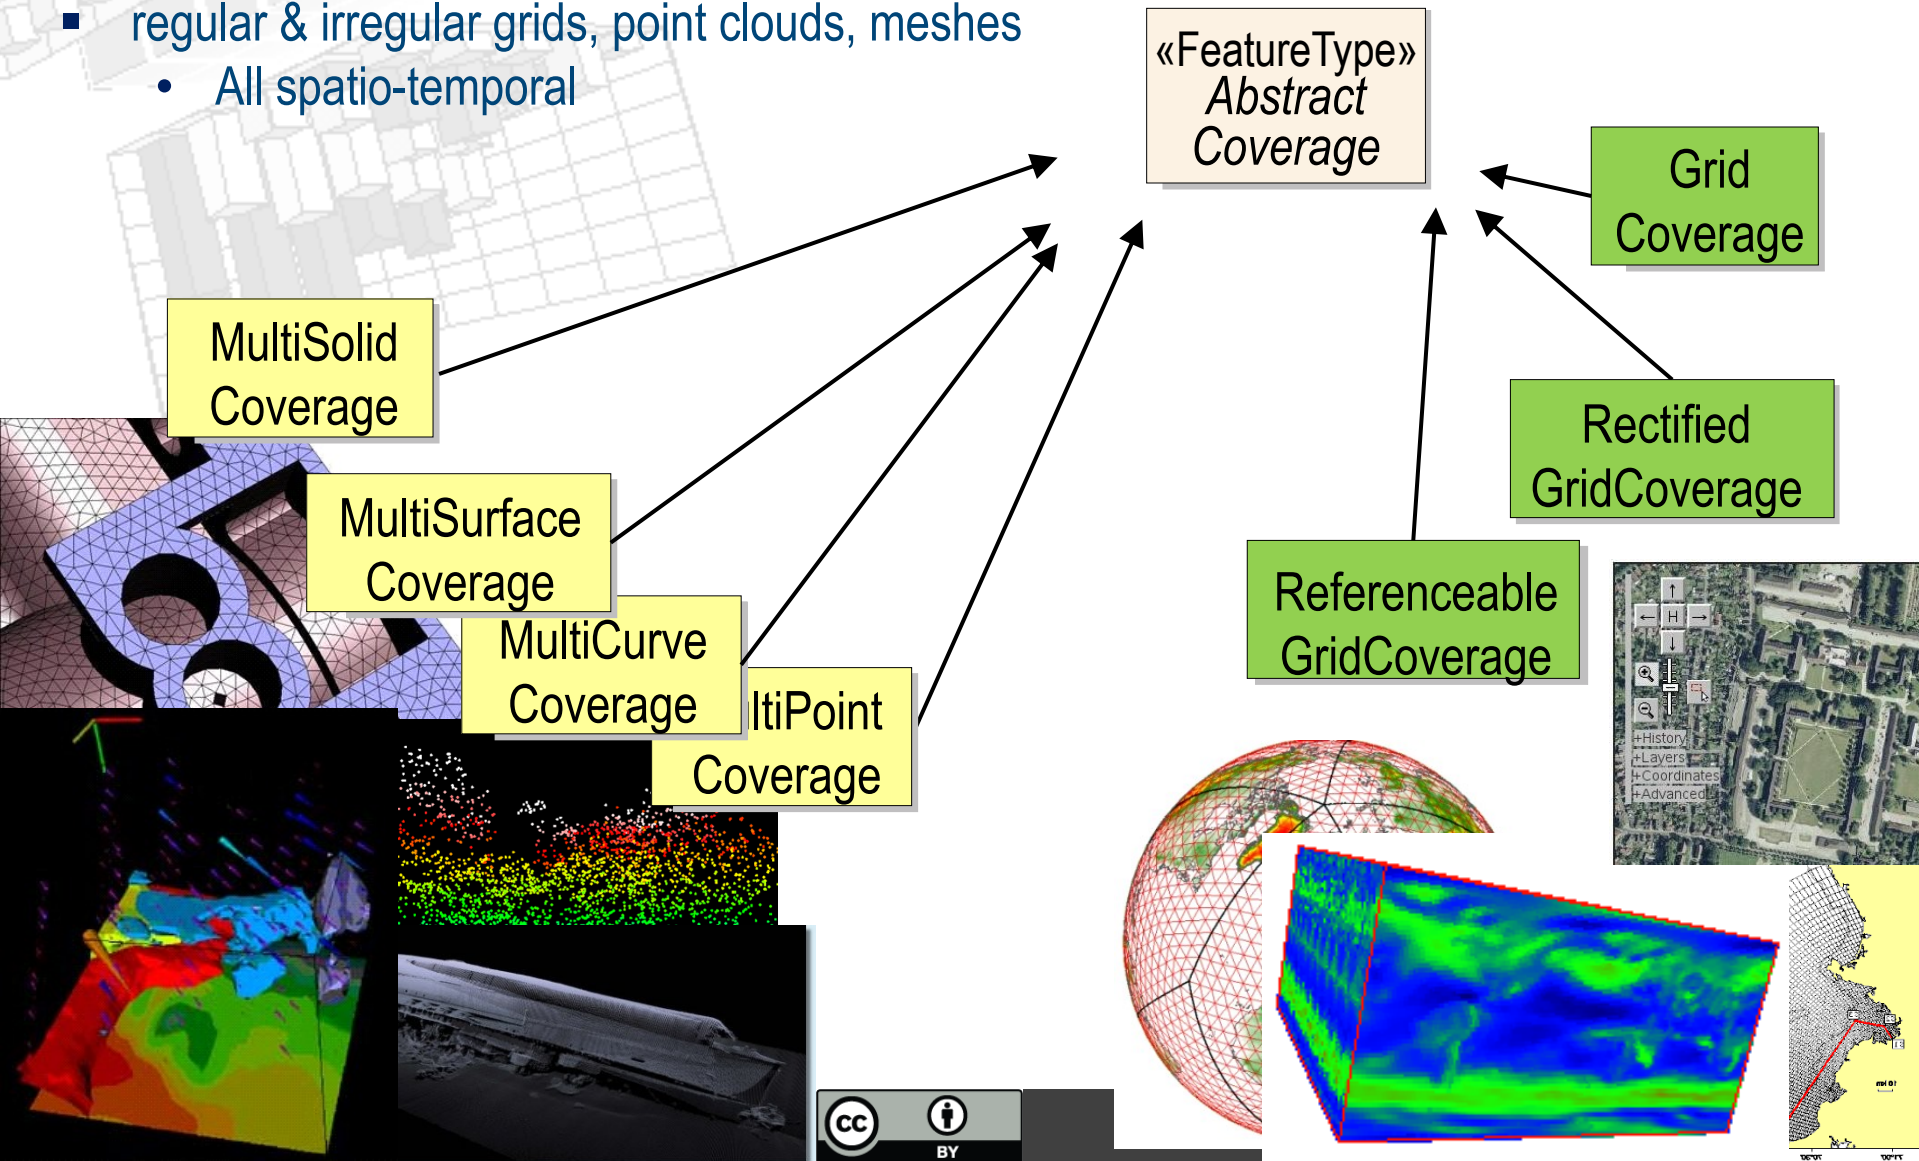 regular & irregular grids, point clouds, meshes
All spatio-temporal
«FeatureType»
Abstract
Coverage
Grid
Coverage
MultiSolid
Coverage
Rectified
GridCoverage
MultiSurface
Coverage
Referenceable
GridCoverage
MultiCurve
Coverage
ltiPoint
Coverage
H
+History
+Layers
+Coordinates
+Advanced
CC
BY